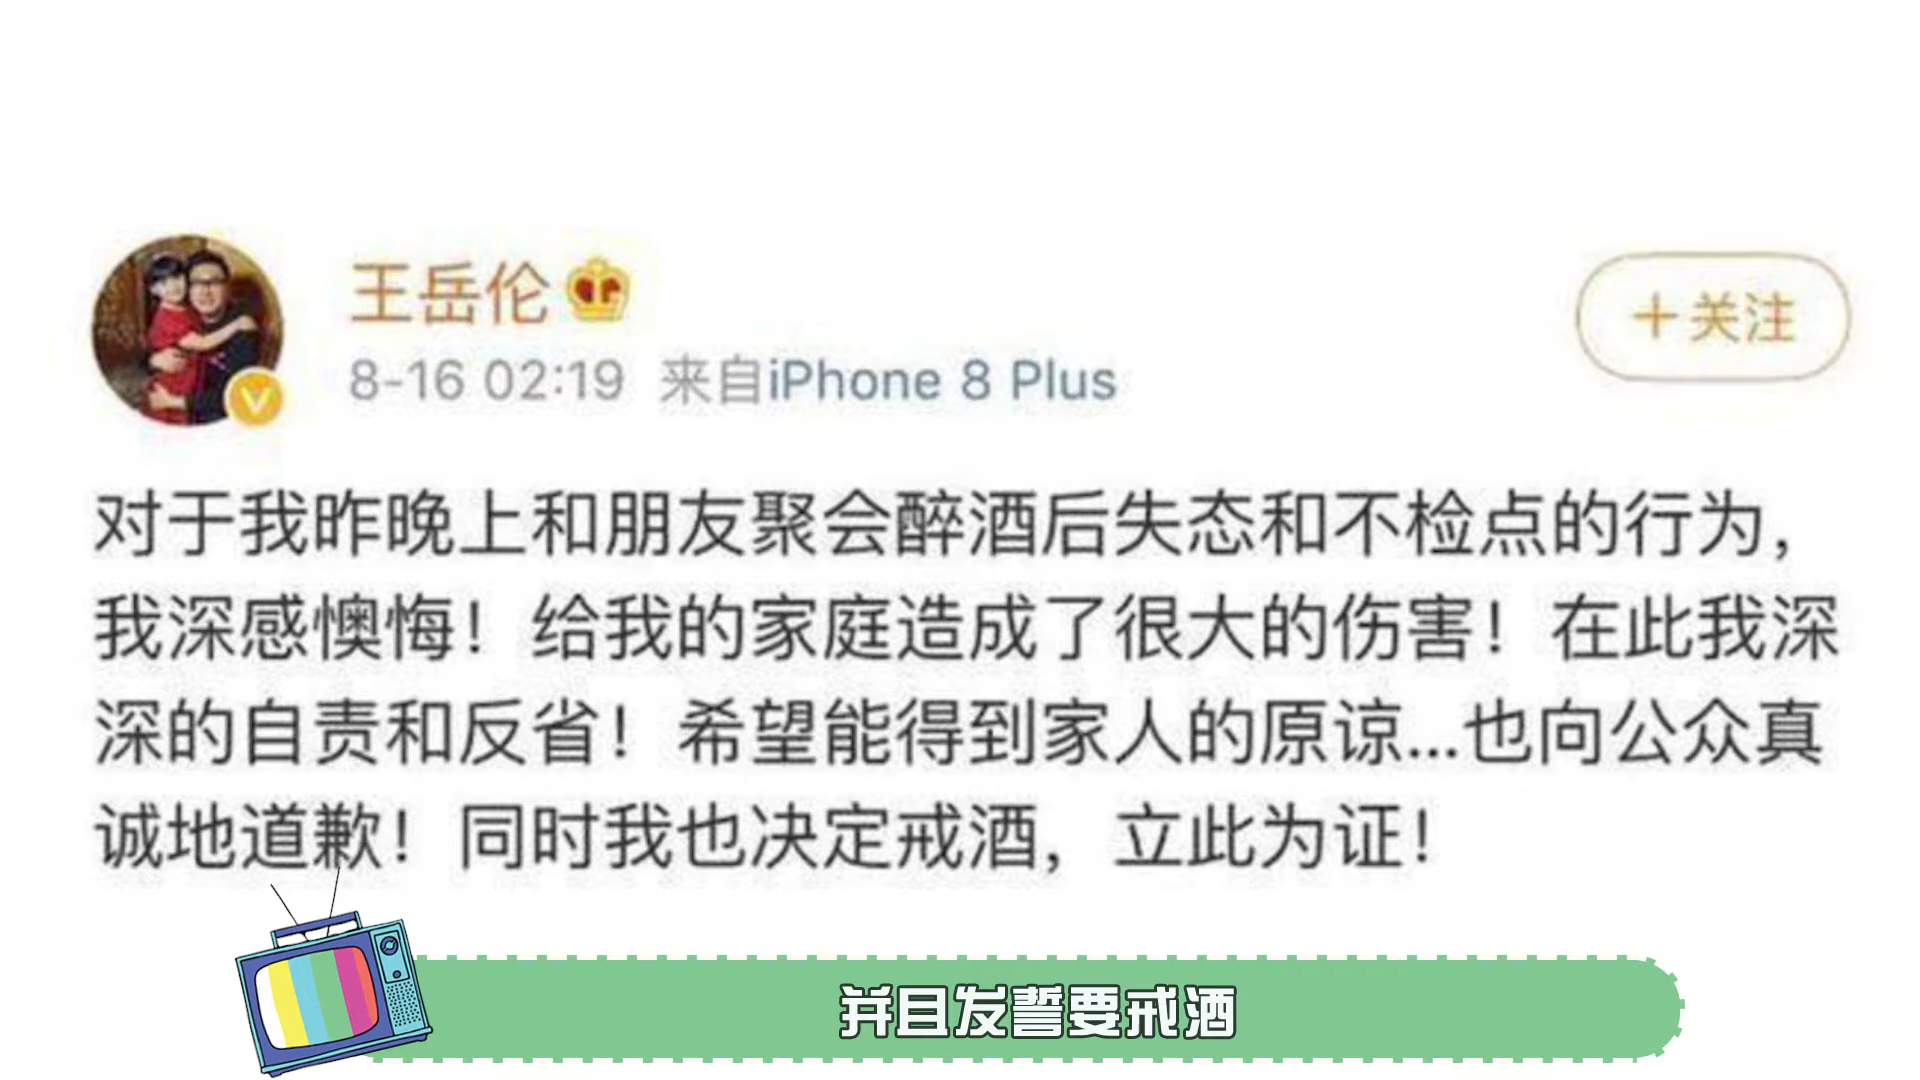 王岳伦
8-16 02:19 来自iPhone 8 Plus
+关注
对于我昨晚上和朋友聚会醉酒后失态和不检点的行为，
我深感懊悔！给我的家庭造成了很大的伤害！在此我深
深的自责和反省！希望能得到家人的原谅...也向公众真
诚地道歉！同时我也决定戒酒，立此为证！
并且发誓要戒酒